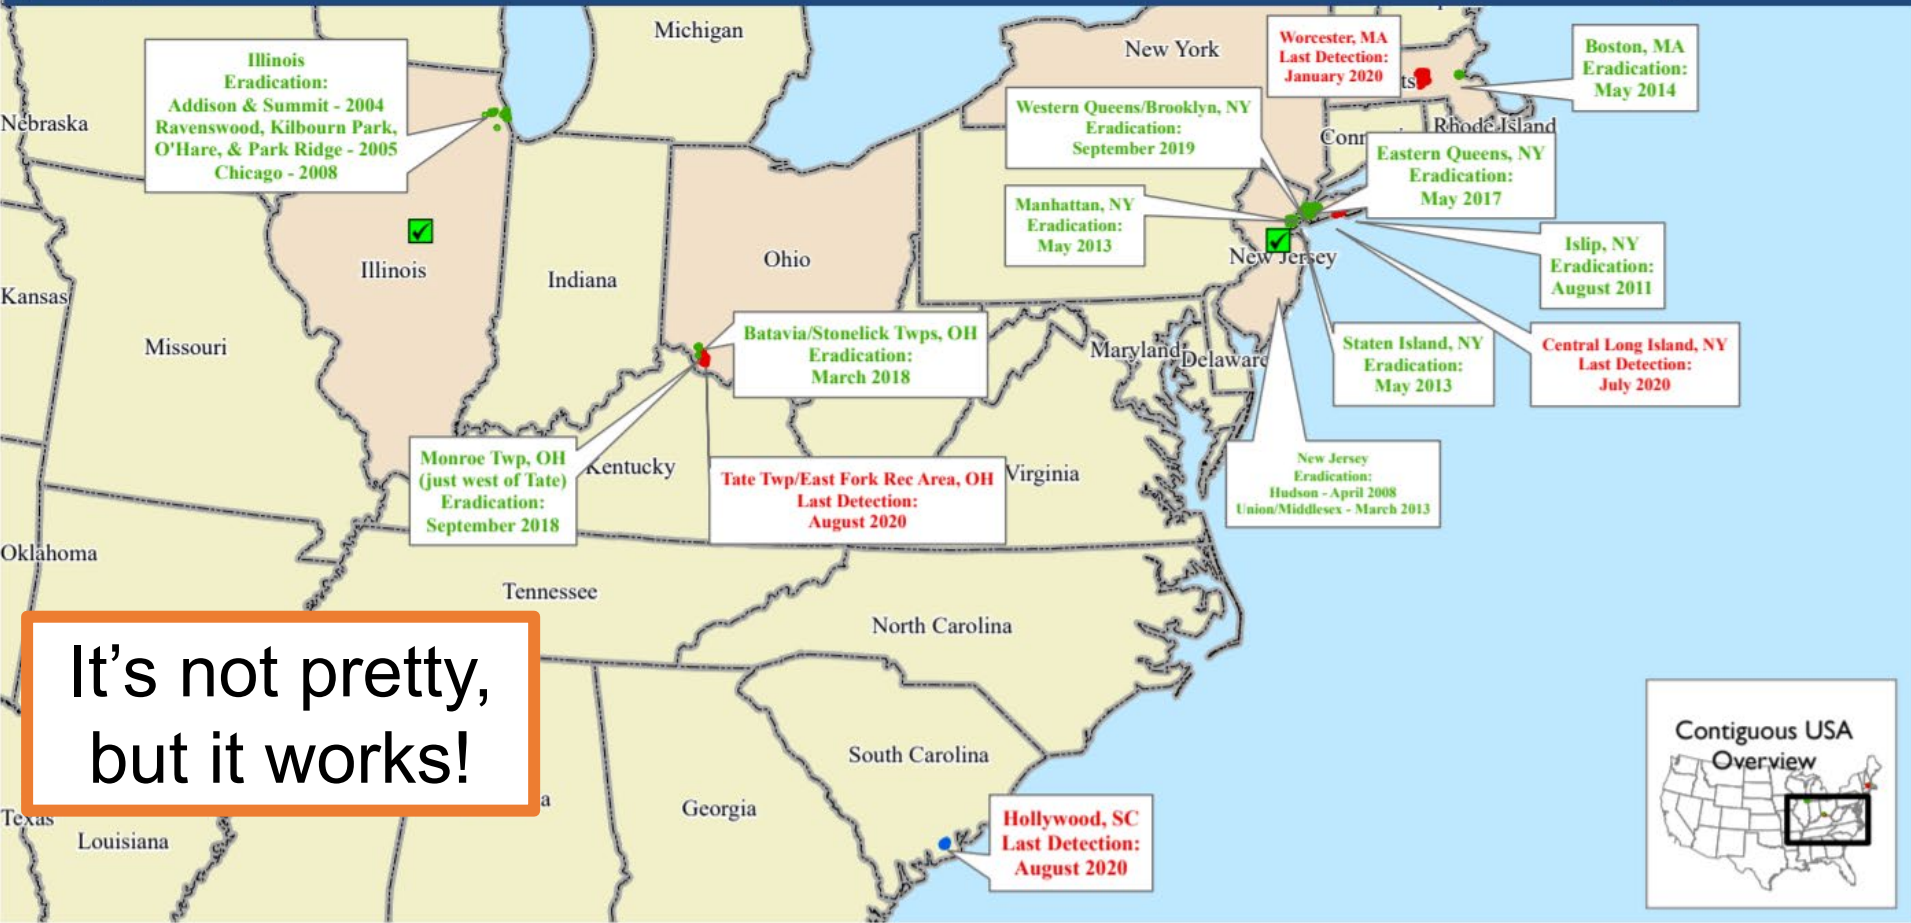 Michigan
New York
Nebraska
Illinois
Eradication:
Addison & Summit - 2004
Ravenswood, Kilbourn Park,
O'Hare, & Park Ridge - 2005
Chicago - 2008
Worcester, MA
Last Detection:
January 2020
ts
Boston, MA
Eradication:
May 2014
Western Queens/Brooklyn, NY
Eradication:
September 2019
Conn
Rhode Island
Eastern Queens, NY
Eradication:
May 2017
Manhattan, NY
Eradication:
May 2013
Islip, NY
Eradication:
August 2011
New Jersey
Illinois
Indiana
Ohio
Kansas
Missouri
Batavia/Stonelick Twps, OH
Eradication:
March 2018
Maryland
Delaware
Staten Island, NY
Eradication:
May 2013
Central Long Island, NY
Last Detection:
July 2020
Monroe Twp, OH
(just west of Tate)
Eradication:
September 2018
Kentucky
Tate Twp/East Fork Rec Area, OH
Last Detection:
August 2020
Virginia
New Jersey
Eradication:
Hudson - April 2008
Union/Middlesex - March 2013
Oklahoma
Tennessee
North Carolina
It's not pretty,
but it works!
South Carolina
Georgia
a
Texas
Louisiana
Hollywood, SC
Last Detection:
August 2020
Contiguous USA
Overview